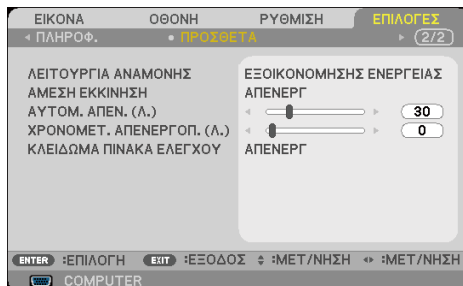 ΕΙΚΟΝΑ ΟΘΟΝΗ ΡΥΘΜΙΣΗ ΕΠΙΛΟΓΕΣ
ΠΛΗΡΟΦ. ΠΡΟΣΘΕΤΑ (2/2)
ΛΕΙΤΟΥΡΓΙΑ ΑΝΑΜΟΝΗΣ ΕΞΟΙΚΟΝΟΜΗΣΗΣ ΕΝΕΡΓΕΙΑΣ
ΑΜΕΣΗ ΕΚΚΙΝΗΣΗ ΑΠΕΝΕΡΓ
ΑΥΤΟΜ. ΑΠΕΝ. (Λ.) 30
ΧΡΟΝΟΜΕΤ. ΑΠΕΝΕΡΓΟΠ. (Λ.) 0
ΚΛΕΙΔΩΜΑ ΠΙΝΑΚΑ ΕΛΕΓΧΟΥ ΑΠΕΝΕΡΓ
ENTER :ΕΠΙΛΟΓΗ EXIT :ΕΞΟΔΟΣ :ΜΕΤ/ΝΗΣΗ :ΜΕΤ/ΝΗΣΗ
COMPUTER